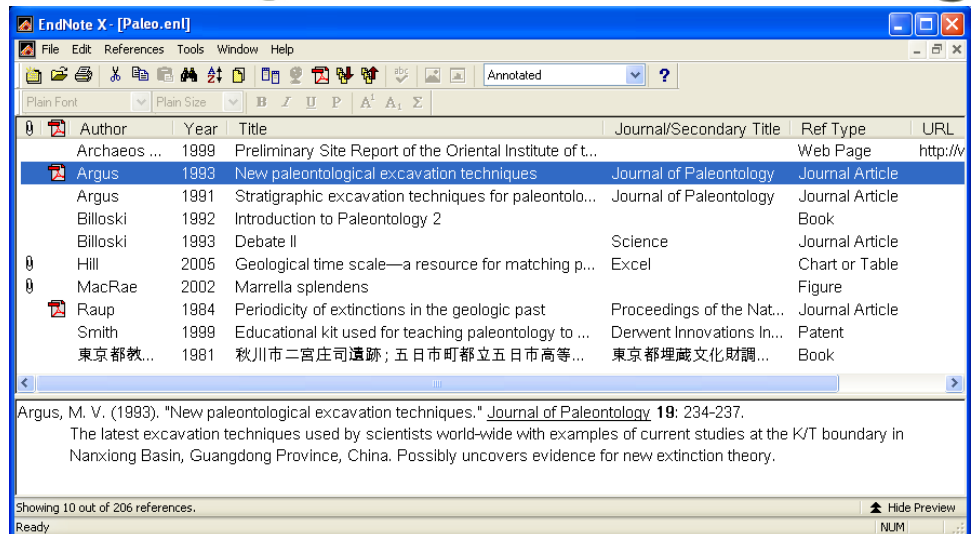 EndNote X - [Paleo.enl]
File Edit References Tools Window Help
abc Annotated ?
Plain Font Plain Size B I U P A¹ A₁ Σ
Author Year Title Journal/Secondary Title Ref Type URL
Archaeos ... 1999 Preliminary Site Report of the Oriental Institute of t... Web Page http://v
Argus 1993 New paleontological excavation techniques Journal of Paleontology Journal Article
Argus 1991 Stratigraphic excavation techniques for paleontolo... Journal of Paleontology Journal Article
Billoski 1992 Introduction to Paleontology 2 Book
Billoski 1993 Debate II Science Journal Article
Hill 2005 Geological time scale—a resource for matching p... Excel Chart or Table
MacRae 2002 Marrella splendens Figure
Raup 1984 Periodicity of extinctions in the geologic past Proceedings of the Nat... Journal Article
Smith 1999 Educational kit used for teaching paleontology to ... Derwent Innovations In... Patent
東京都教... 1981 秋川市二宮庄司遺跡; 五日市町都立五日市高等... 東京都埋蔵文化財調... Book
Argus, M. V. (1993). "New paleontological excavation techniques." Journal of Paleontology 19: 234-237.
The latest excavation techniques used by scientists world-wide with examples of current studies at the K/T boundary in
Nanxiong Basin, Guangdong Province, China. Possibly uncovers evidence for new extinction theory.
Showing 10 out of 206 references. Hide Preview
Ready NUM